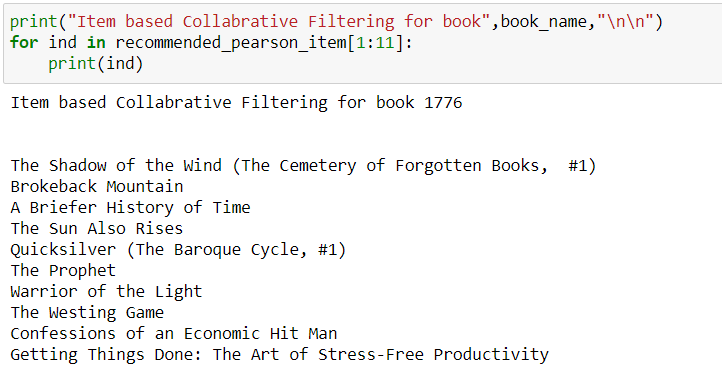 print("Item based Collabrative Filtering for book",book_name,"\n\n")
for ind in recommended_pearson_item[1:11]:
    print(ind)
Item based Collabrative Filtering for book 1776
The Shadow of the Wind (The Cemetery of Forgotten Books,  #1)
Brokeback Mountain
A Briefer History of Time
The Sun Also Rises
Quicksilver (The Baroque Cycle, #1)
The Prophet
Warrior of the Light
The Westing Game
Confessions of an Economic Hit Man
Getting Things Done: The Art of Stress-Free Productivity